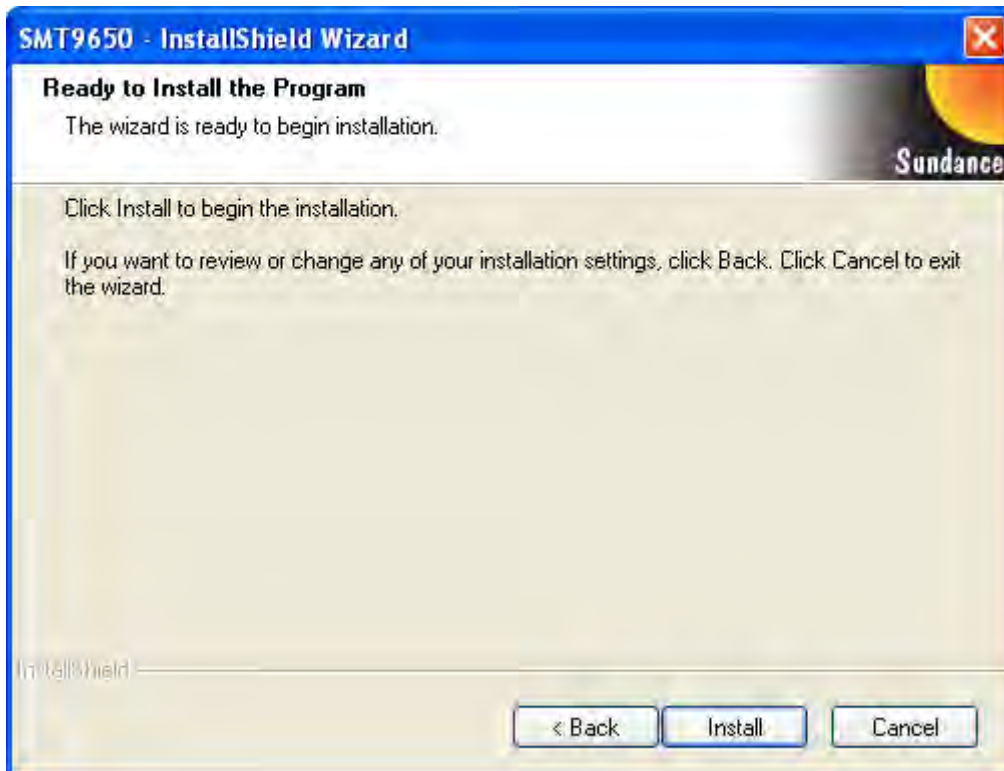 SMT9650 - InstallShield Wizard
Ready to Install the Program
The wizard is ready to begin installation.
Sundance
Click Install to begin the installation.
If you want to review or change any of your installation settings, click Back. Click Cancel to exit
the wizard.
InstallShield
< Back
Install
Cancel